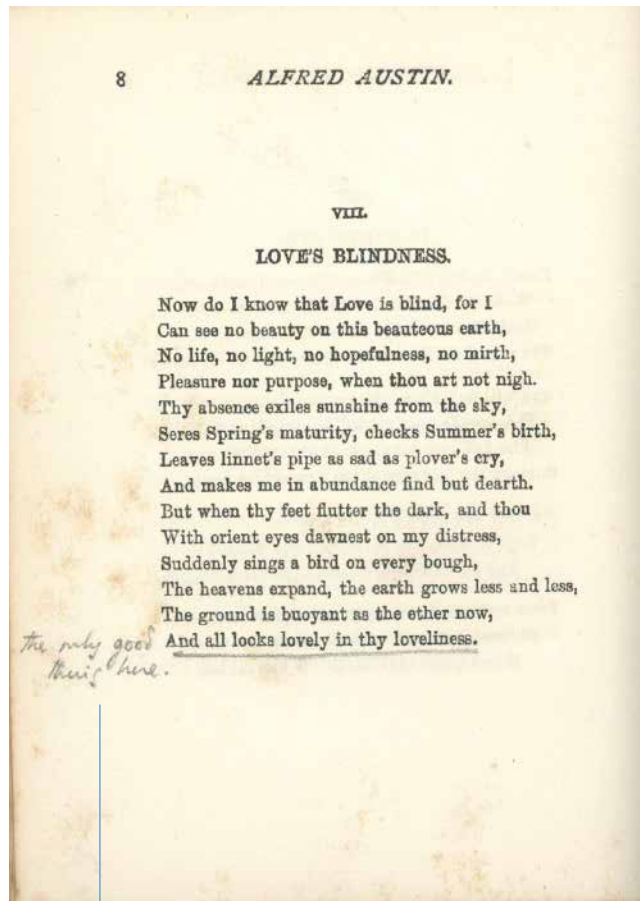 8 ALFRED AUSTIN.
VIII.
LOVE'S BLINDNESS.
Now do I know that Love is blind, for I
Can see no beauty on this beauteous earth,
No life, no light, no hopefulness, no mirth,
Pleasure nor purpose, when thou art not nigh.
Thy absence exiles sunshine from the sky,
Seres Spring's maturity, checks Summer's birth,
Leaves linnet's pipe as sad as plover's cry,
And makes me in abundance find but dearth.
But when thy feet flutter the dark, and thou
With orient eyes dawnest on my distress,
Suddenly sings a bird on every bough,
The heavens expand, the earth grows less and less,
The ground is buoyant as the ether now,
And all looks lovely in thy loveliness.
the only good
thing here.